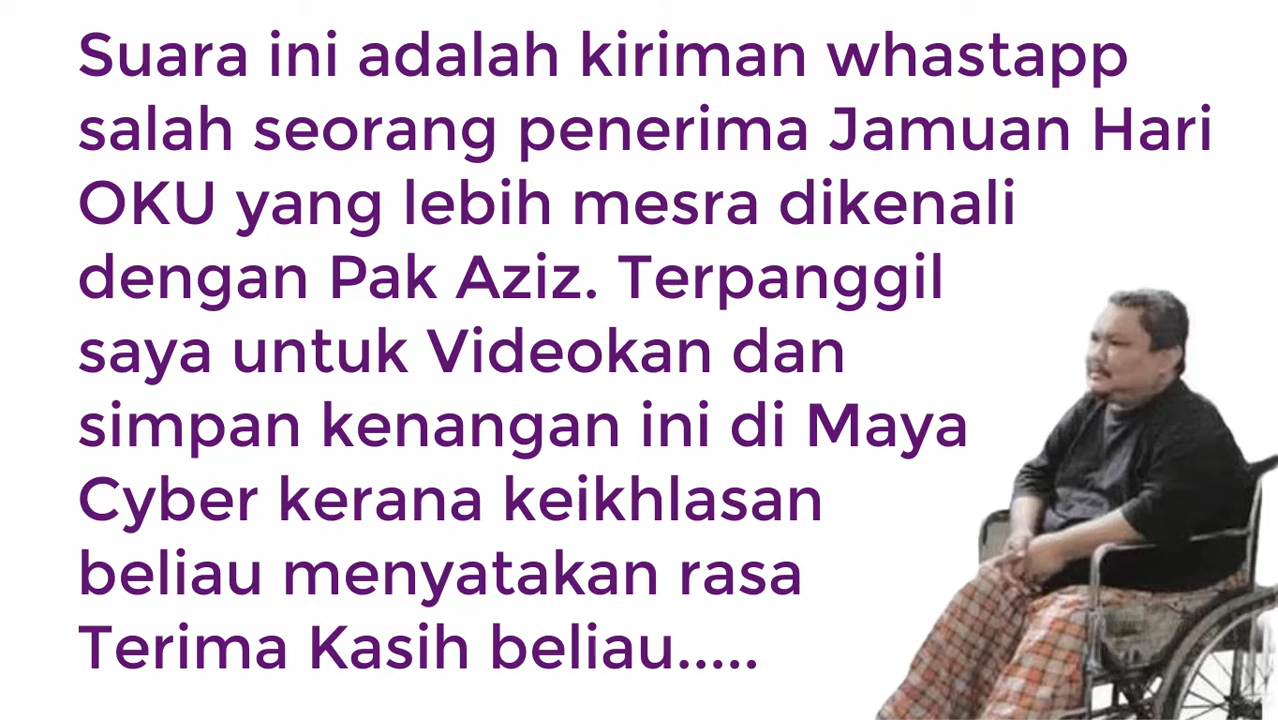 Suara ini adalah kiriman whastapp
salah seorang penerima Jamuan Hari
OKU yang lebih mesra dikenali
dengan Pak Aziz. Terpanggil
saya untuk Videokan dan
simpan kenangan ini di Maya
Cyber kerana keikhlasan
beliau menyatakan rasa
Terima Kasih beliau.....